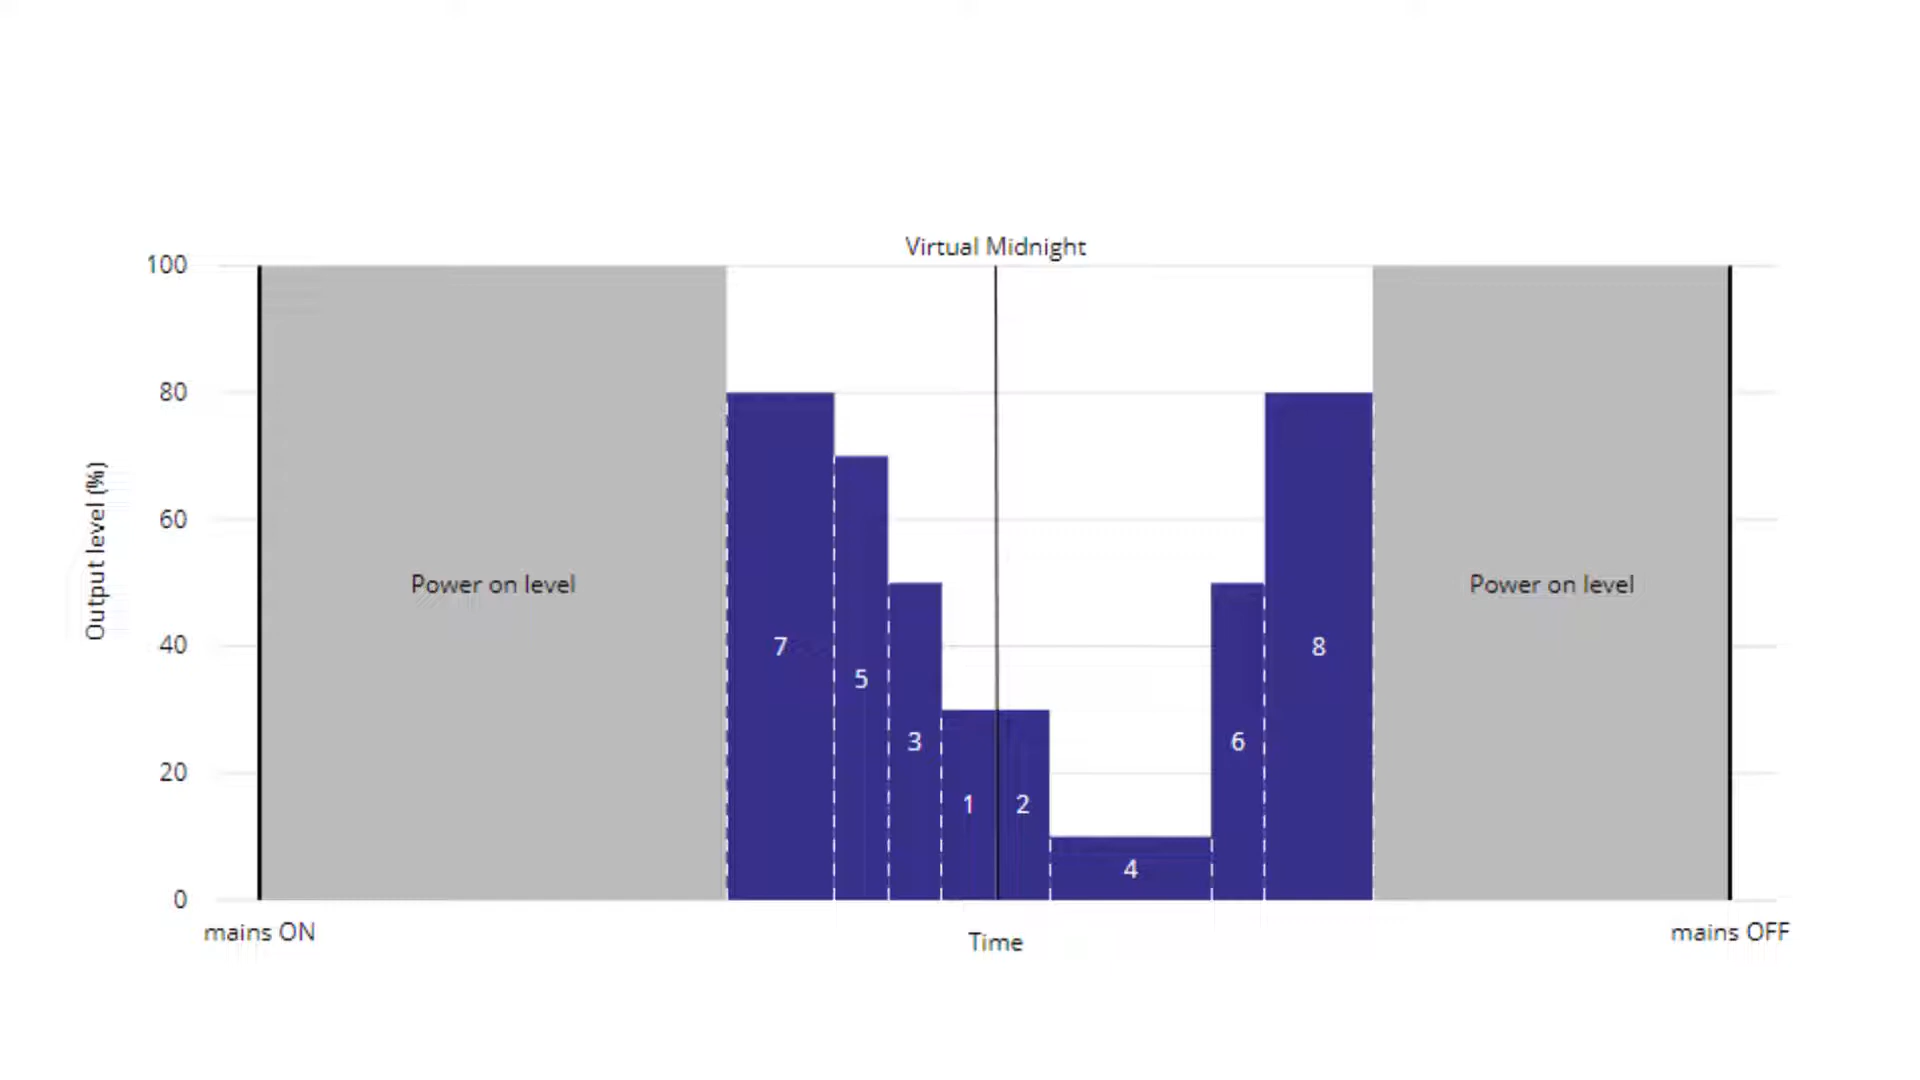 Virtual Midnight
100
80
60
40
20
0
Output level (%)
Power on level
Power on level
7
5
3
1
2
4
6
8
mains ON
Time
mains OFF